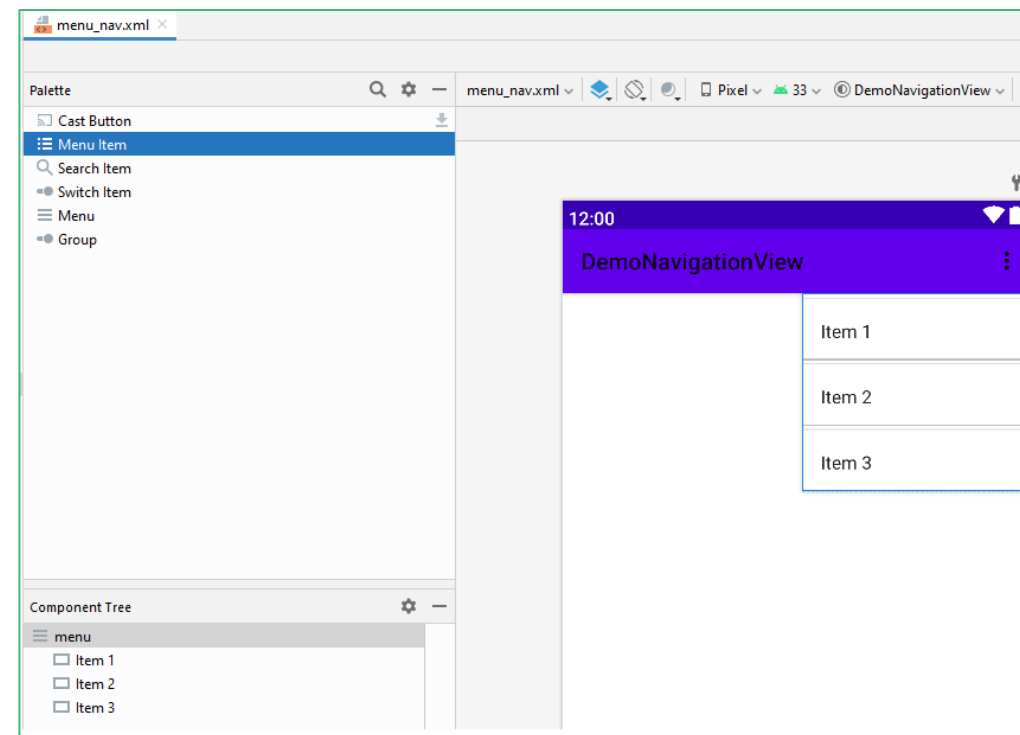 menu_nav.xml
Palette
menu_nav.xml
Pixel
33
DemoNavigationView
Cast Button
Menu Item
Search Item
Switch Item
Menu
Group
12:00
DemoNavigationView
Item 1
Item 2
Item 3
Component Tree
menu
Item 1
Item 2
Item 3